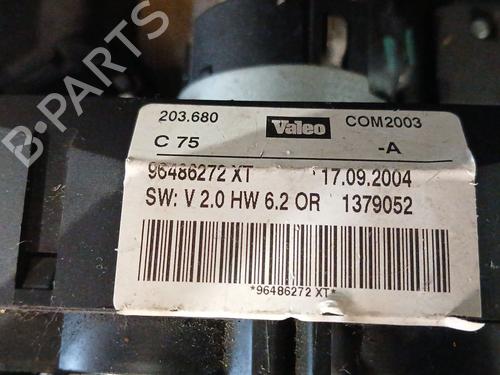 203.680 Valeo COM2003
C 75 -A
96486272 XT 17.09.2004
SW: V 2.0 HW 6.2 OR 1379052
*96486272 XT*
B-PARTS